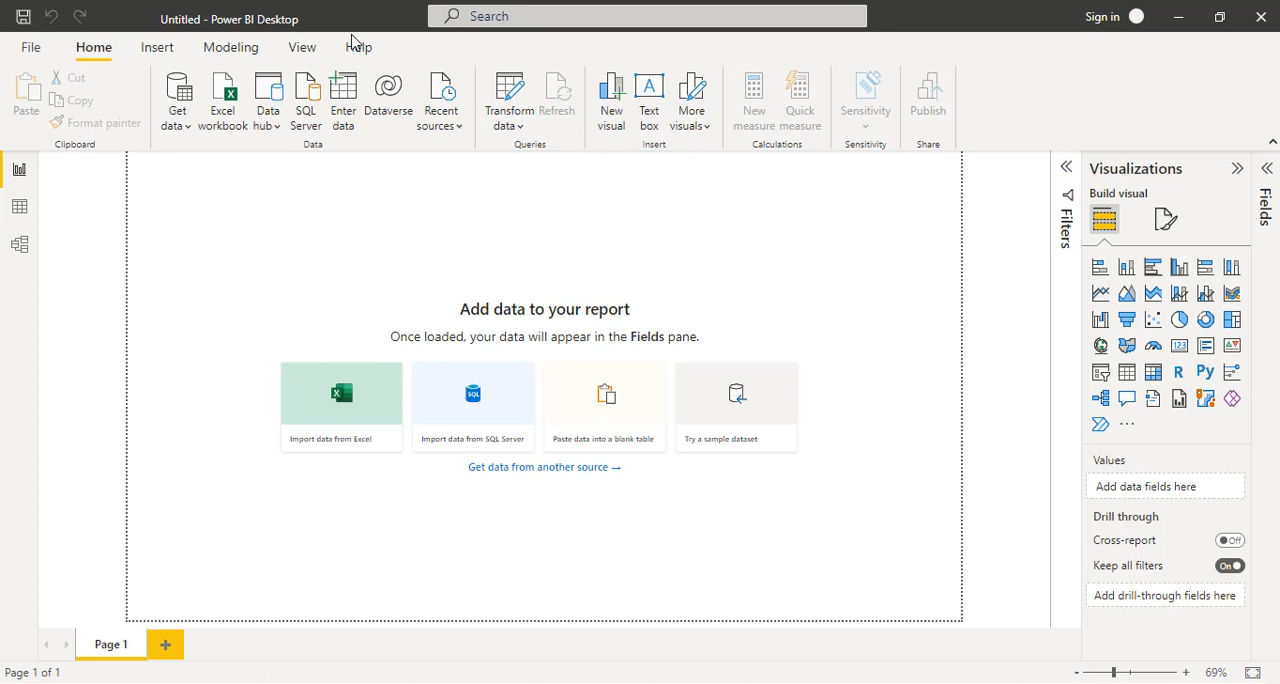 Untitled - Power BI Desktop
Search
Sign in
File
Home
Insert
Modeling
View
Help
Paste
Cut
Copy
Format painter
Clipboard
Get
data
Excel
workbook
Data
hub
SQL
Server
Enter
data
Dataverse
Recent
sources
Data
Transform
data
Refresh
Queries
New
visual
A
Text
box
More
visuals
Insert
New
measure
Quick
measure
Calculations
Sensitivity
Sensitivity
Publish
Share
Add data to your report
Once loaded, your data will appear in the Fields pane.
SQL
Import data from Excel
Import data from SQL Server
Paste data into a blank table
Try a sample dataset
Get data from another source →
Filters
Visualizations
Build visual
123
R
Py
Values
Add data fields here
Drill through
Cross-report
Off
Keep all filters
On
Add drill-through fields here
Fields
Page 1
Page 1 of 1
- + 69%